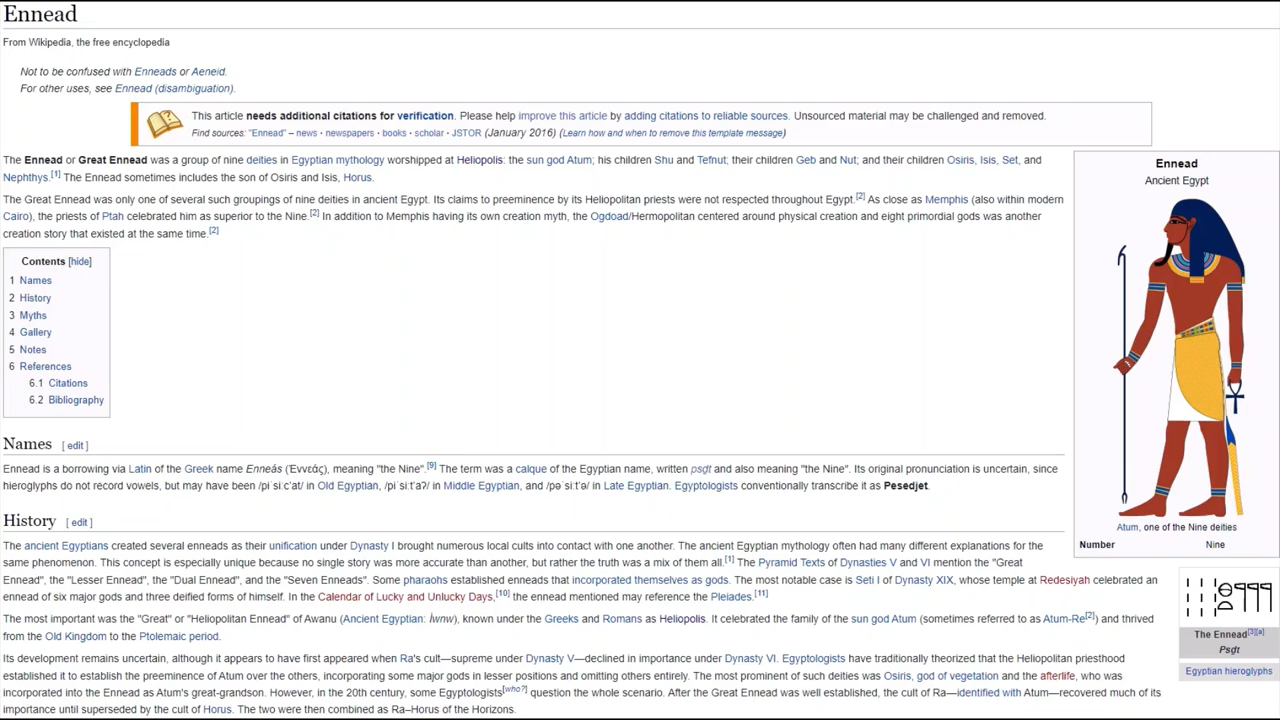 Ennead
From Wikipedia, the free encyclopedia
Not to be confused with Enneads or Aeneid.
For other uses, see Ennead (disambiguation).
This article needs additional citations for verification. Please help improve this article by adding citations to reliable sources. Unsourced material may be challenged and removed.
Find sources: "Ennead" – news · newspapers · books · scholar · JSTOR (January 2016) (Learn how and when to remove this template message)
The Ennead or Great Ennead was a group of nine deities in Egyptian mythology worshipped at Heliopolis: the sun god Atum; his children Shu and Tefnut; their children Geb and Nut; and their children Osiris, Isis, Set, and
Nephthys.[1] The Ennead sometimes includes the son of Osiris and Isis, Horus.
The Great Ennead was only one of several such groupings of nine deities in ancient Egypt. Its claims to preeminence by its Heliopolitan priests were not respected throughout Egypt.[2] As close as Memphis (also within modern
Cairo), the priests of Ptah celebrated him as superior to the Nine.[2] In addition to Memphis having its own creation myth, the Ogdoad/Hermopolitan centered around physical creation and eight primordial gods was another
creation story that existed at the same time.[2]
Contents [hide]
1 Names
2 History
3 Myths
4 Gallery
5 Notes
6 References
6.1 Citations
6.2 Bibliography
Ennead
Ancient Egypt
Atum, one of the Nine deities
Number Nine
Names [ edit ]
Ennead is a borrowing via Latin of the Greek name Enneás (Ἐννεάς), meaning "the Nine".[9] The term was a calque of the Egyptian name, written psḏt and also meaning "the Nine". Its original pronunciation is uncertain, since
hieroglyphs do not record vowels, but may have been /piˈsiːcʼat/ in Old Egyptian, /piˈsiːtʼaʔ/ in Middle Egyptian, and /pəˈsiːtʼə/ in Late Egyptian. Egyptologists conventionally transcribe it as Pesedjet.
History [ edit ]
The ancient Egyptians created several enneads as their unification under Dynasty I brought numerous local cults into contact with one another. The ancient Egyptian mythology often had many different explanations for the
same phenomenon. This concept is especially unique because no single story was more accurate than another, but rather the truth was a mix of them all.[1] The Pyramid Texts of Dynasties V and VI mention the "Great
Ennead", the "Lesser Ennead", the "Dual Ennead", and the "Seven Enneads". Some pharaohs established enneads that incorporated themselves as gods. The most notable case is Seti I of Dynasty XIX, whose temple at Redesiyah celebrated an
ennead of six major gods and three deified forms of himself. In the Calendar of Lucky and Unlucky Days,[10] the ennead mentioned may reference the Pleiades.[11]
The most important was the "Great" or "Heliopolitan Ennead" of Awanu (Ancient Egyptian: Iwnw), known under the Greeks and Romans as Heliopolis. It celebrated the family of the sun god Atum (sometimes referred to as Atum-Re[2]) and thrived
from the Old Kingdom to the Ptolemaic period.
Its development remains uncertain, although it appears to have first appeared when Ra's cult—supreme under Dynasty V—declined in importance under Dynasty VI. Egyptologists have traditionally theorized that the Heliopolitan priesthood
established it to establish the preeminence of Atum over the others, incorporating some major gods in lesser positions and omitting others entirely. The most prominent of such deities was Osiris, god of vegetation and the afterlife, who was
incorporated into the Ennead as Atum's great-grandson. However, in the 20th century, some Egyptologists[who?] question the whole scenario. After the Great Ennead was well established, the cult of Ra—identified with Atum—recovered much of its
importance until superseded by the cult of Horus. The two were then combined as Ra–Horus of the Horizons.
The Ennead[3][a]
Psḏt
Egyptian hieroglyphs